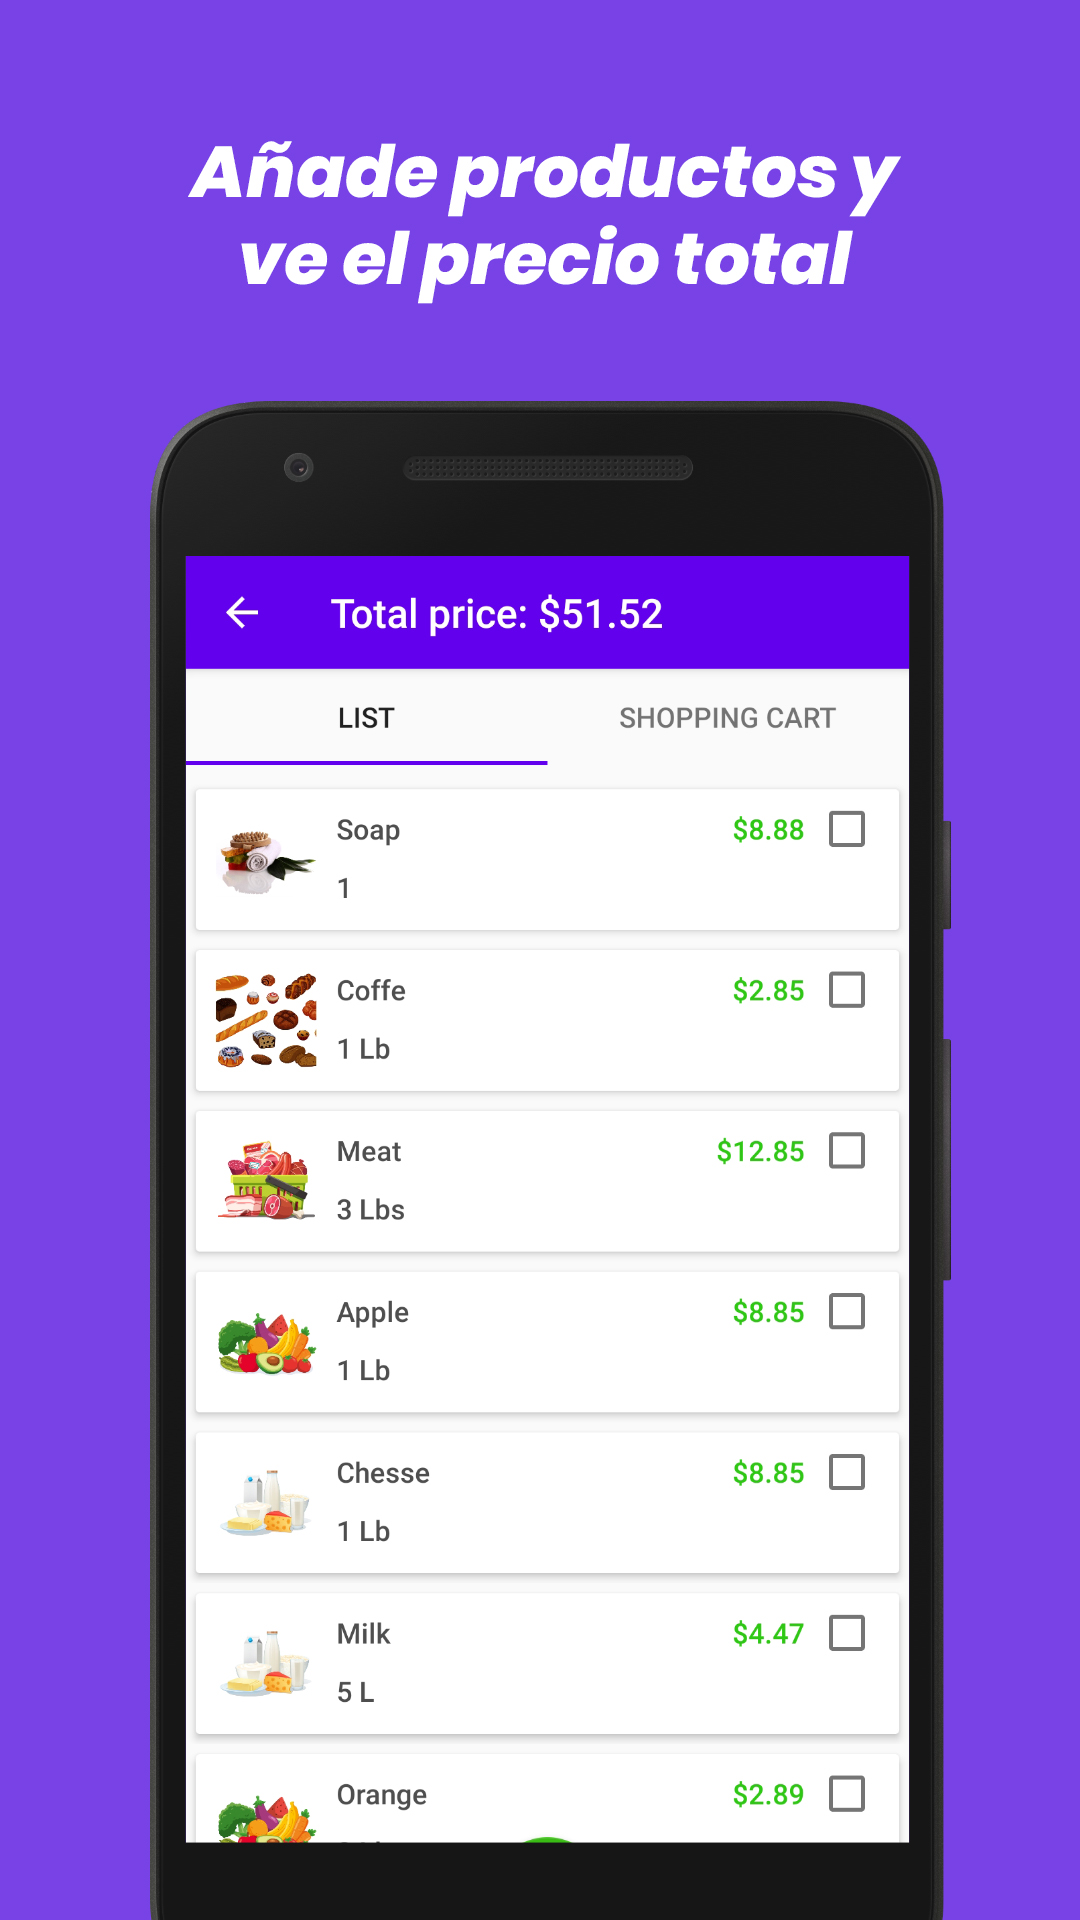 Añade productos y
ve el precio total
Total price: $51.52
LIST
SHOPPING CART
Soap
$8.88
1
Coffe
$2.85
1 Lb
Meat
$12.85
3 Lbs
Apple
$8.85
1 Lb
Chesse
$8.85
1 Lb
Milk
$4.47
5 L
Orange
$2.89